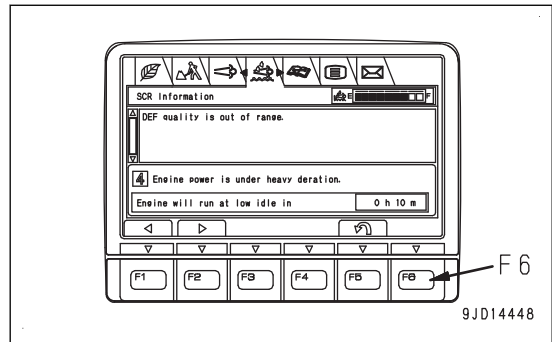 SCR Information E F
DEF quality is out of range.
4 Engine power is under heavy deration.
Engine will run at low idle in 0 h 10 m
F1 F2 F3 F4 F5 F6
F6
9JD14448